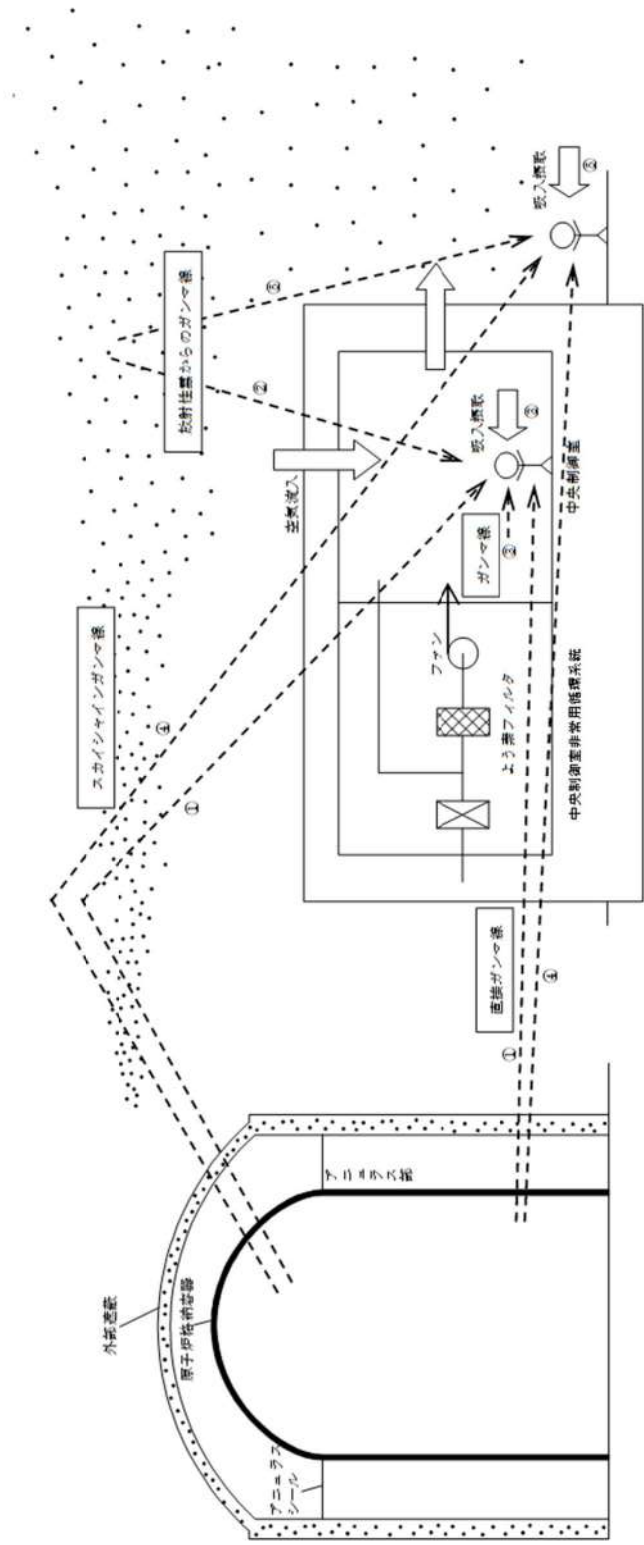 外部遮蔽
原子炉格納容器
アニュラス
シール
アニュラス部
スカイシャインガンマ線
④
①
直接ガンマ線
①
④
放射性雲からのガンマ線
②
⑤
空気流入
ファン
よう素フィルタ
中央制御室非常用循環系統
ガンマ線
③
吸入摂取
③
中央制御室
吸入摂取
⑤